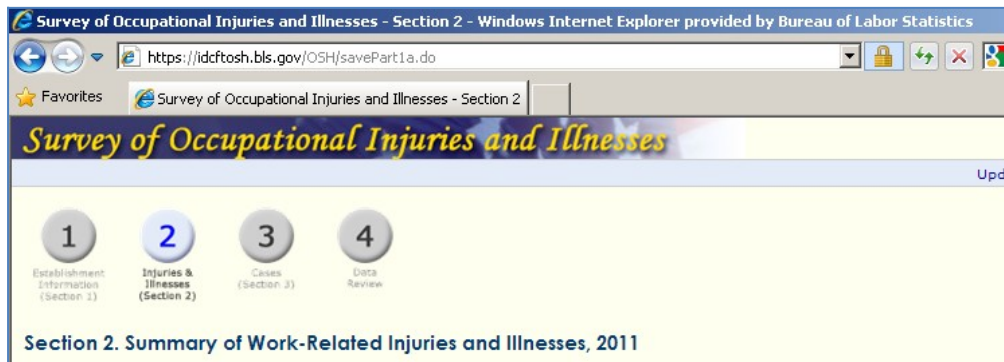 Survey of Occupational Injuries and Illnesses - Section 2 - Windows Internet Explorer provided by Bureau of Labor Statistics
https://idcftosh.bls.gov/OSH/savePart1a.do
Favorites
Survey of Occupational Injuries and Illnesses - Section 2
Survey of Occupational Injuries and Illnesses
Upd
1 2 3 4
Establishment Information (Section 1)
Injuries & Illnesses (Section 2)
Cases (Section 3)
Data Review
Section 2. Summary of Work-Related Injuries and Illnesses, 2011